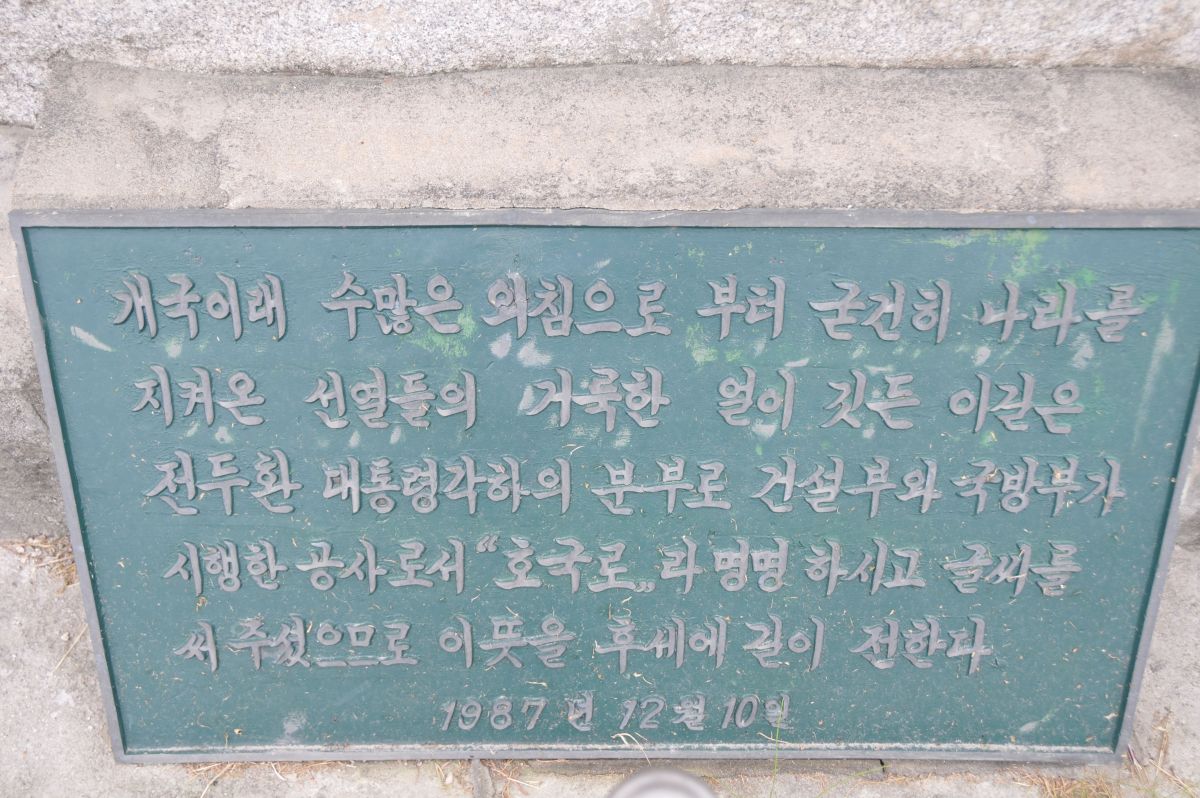 개국이래 수많은 외침으로 부터 굳건히 나라를
지켜온 선열들의 거룩한 얼이 깃든 이길은
전두환 대통령각하의 분부로 건설부와 국방부가
시행한 공사로서 “호국로„ 라 명명 하시고 글씨를
써 주셨으므로 이 뜻을 후세에 길이 전한다
1987년 12월 10일